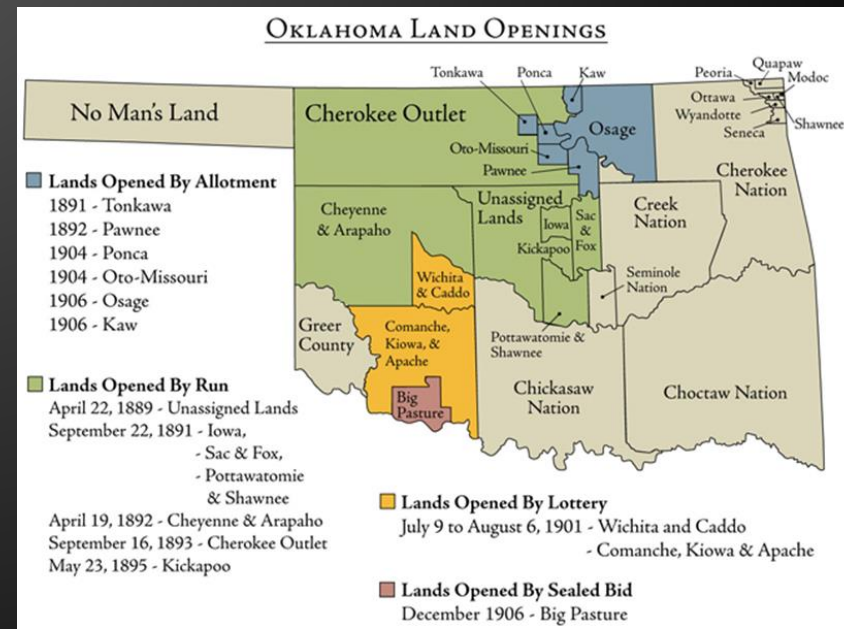 OKLAHOMA LAND OPENINGS
Tonkawa
Ponca
Kaw
Peoria
Quapaw
Modoc
Ottawa
Wyandotte
Shawnee
Seneca
No Man's Land
Cherokee Outlet
Osage
Oto-Missouri
Pawnee
Cherokee
Nation
Lands Opened By Allotment
1891 - Tonkawa
1892 - Pawnee
1904 - Ponca
1904 - Oto-Missouri
1906 - Osage
1906 - Kaw
Cheyenne
& Arapaho
Unassigned
Lands
Iowa
Sac
&
Fox
Kickapoo
Creek
Nation
Seminole
Nation
Wichita
& Caddo
Greer
County
Comanche,
Kiowa, &
Apache
Pottawatomie &
Shawnee
Big
Pasture
Chickasaw
Nation
Choctaw Nation
Lands Opened By Run
April 22, 1889 - Unassigned Lands
September 22, 1891 - Iowa,
- Sac & Fox,
- Pottawatomie
& Shawnee
April 19, 1892 - Cheyenne & Arapaho
September 16, 1893 - Cherokee Outlet
May 23, 1895 - Kickapoo
Lands Opened By Lottery
July 9 to August 6, 1901 - Wichita and Caddo
- Comanche, Kiowa & Apache
Lands Opened By Sealed Bid
December 1906 - Big Pasture